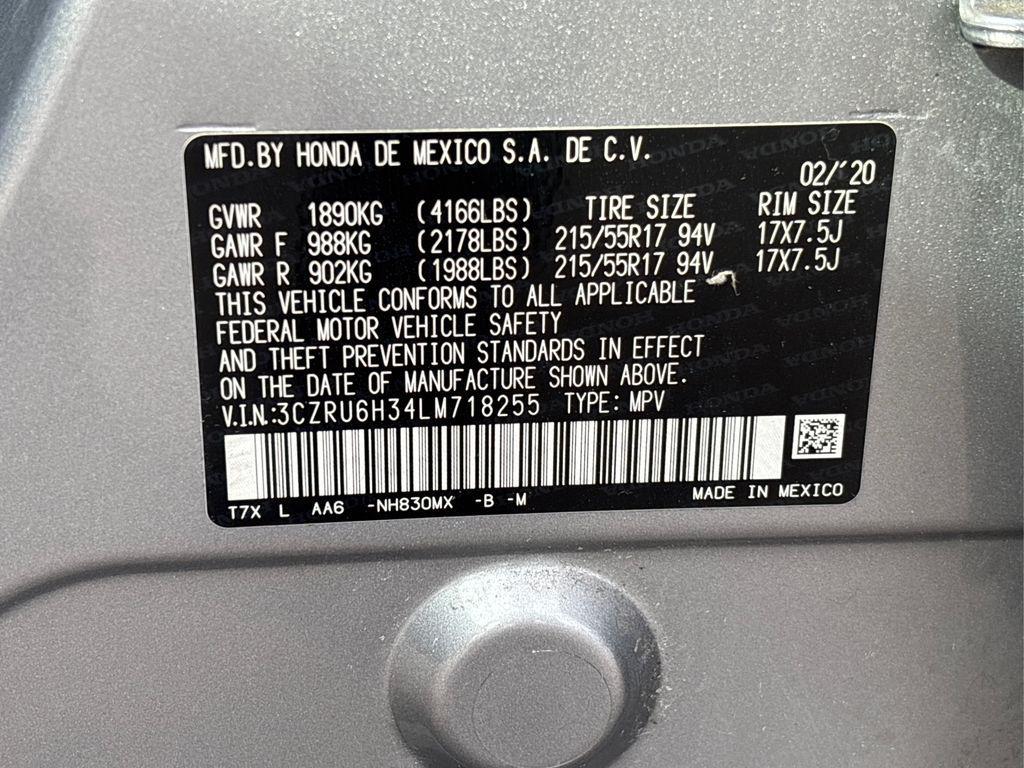 MFD.BY HONDA DE MEXICO S.A. DE C.V.
02/'20
GVWR 1890KG (4166LBS) TIRE SIZE RIM SIZE
GAWR F 988KG (2178LBS) 215/55R17 94V 17X7.5J
GAWR R 902KG (1988LBS) 215/55R17 94V 17X7.5J
THIS VEHICLE CONFORMS TO ALL APPLICABLE
FEDERAL MOTOR VEHICLE SAFETY
AND THEFT PREVENTION STANDARDS IN EFFECT
ON THE DATE OF MANUFACTURE SHOWN ABOVE.
V.I.N.:3CZRU6H34LM718255 TYPE: MPV
T7X L AA6 -NH830MX -B -M MADE IN MEXICO